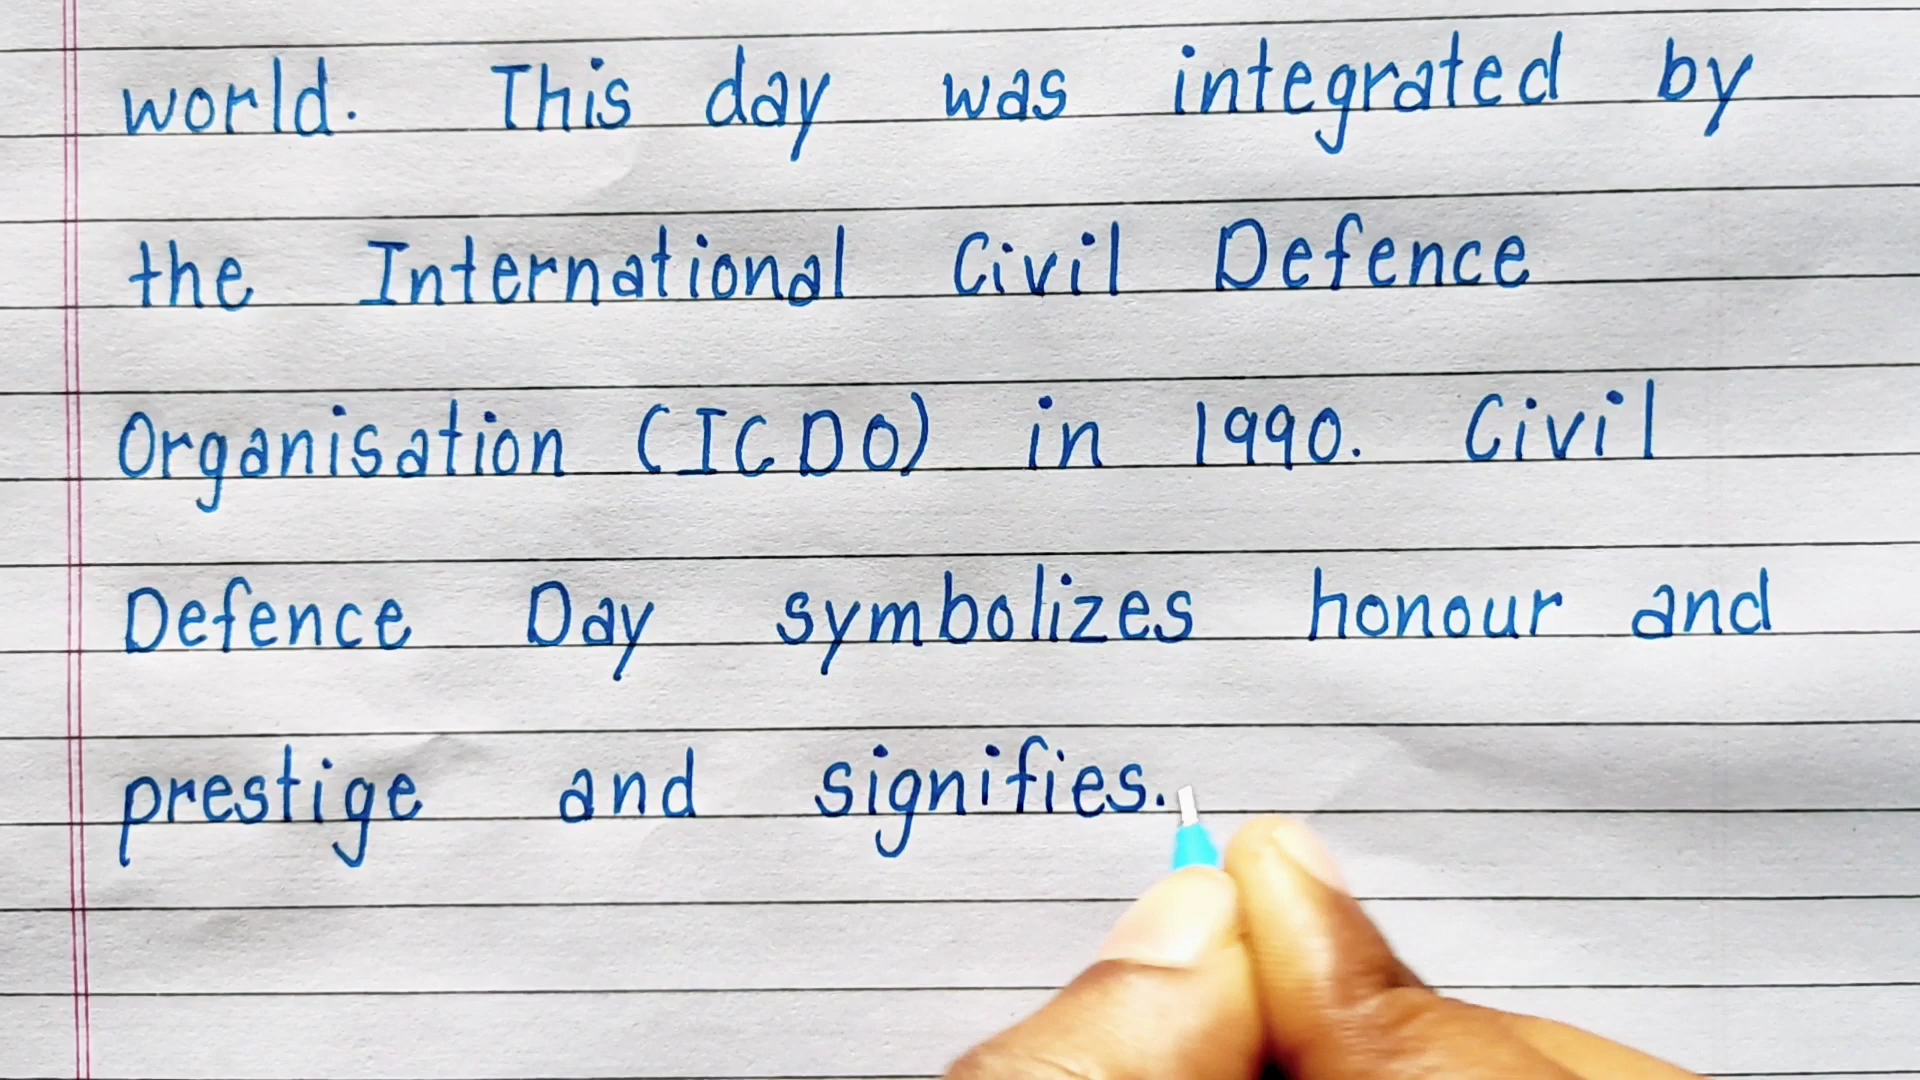 world. This day was integrated by
the International Civil Defence
Organisation (ICDO) in 1990. Civil
Defence Day symbolizes honour and
prestige and signifies.